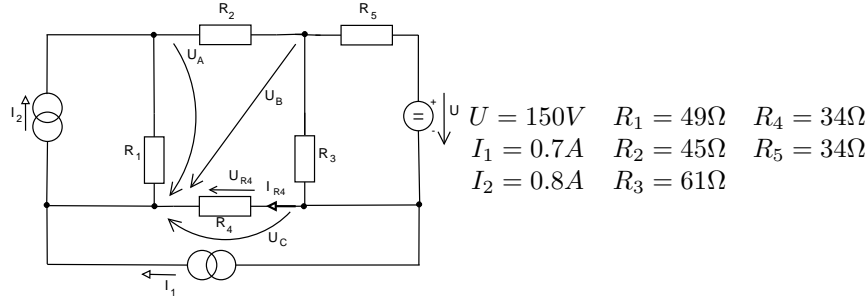 R2
R5
UA
I2
UB
+
=
-
U
R1
R3
UR4
IR4
R4
UC
I1
U = 150V R1 = 49Ω R4 = 34Ω
I1 = 0.7A R2 = 45Ω R5 = 34Ω
I2 = 0.8A R3 = 61Ω